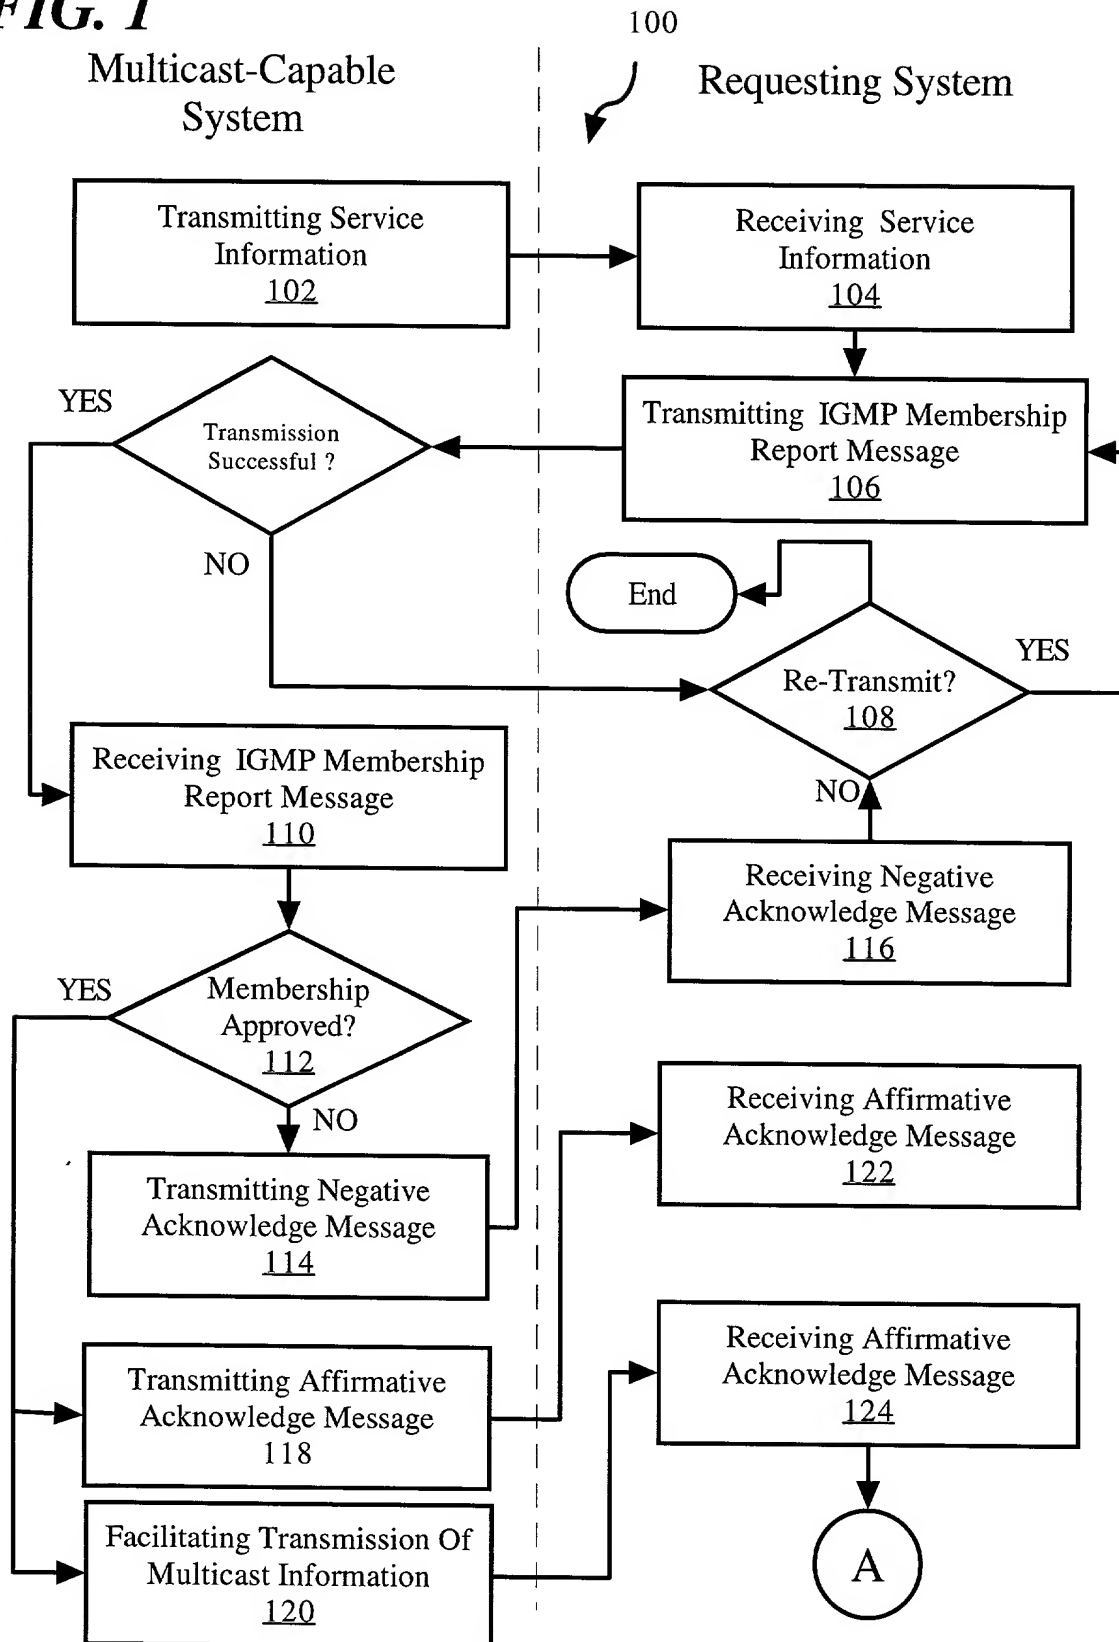 FIG. 1
100
Multicast-Capable
System
Requesting System
Transmitting Service
Information
102
Receiving Service
Information
104
YES
Transmission
Successful ?
Transmitting IGMP Membership
Report Message
106
NO
End
YES
Re-Transmit?
108
Receiving IGMP Membership
Report Message
110
NO
Receiving Negative
Acknowledge Message
116
YES
Membership
Approved?
112
NO
Receiving Affirmative
Acknowledge Message
122
Transmitting Negative
Acknowledge Message
114
Receiving Affirmative
Acknowledge Message
124
Transmitting Affirmative
Acknowledge Message
118
Facilitating Transmission Of
Multicast Information
120
A